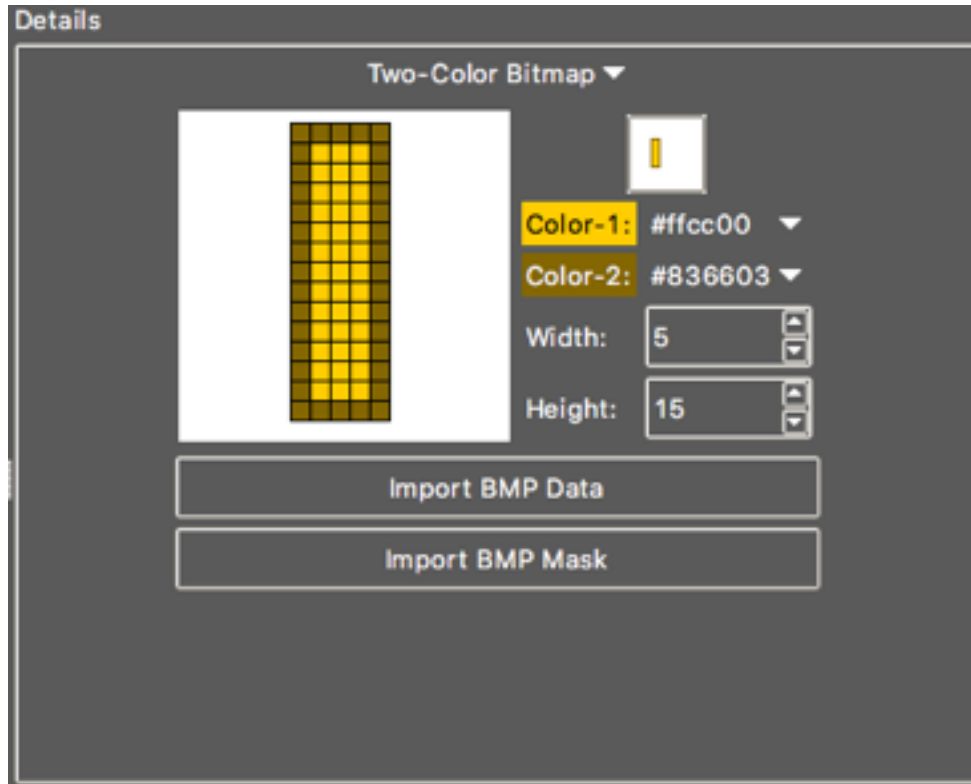 Details
Two-Color Bitmap
Color-1: #ffcc00
Color-2: #836603
Width: 5
Height: 15
Import BMP Data
Import BMP Mask